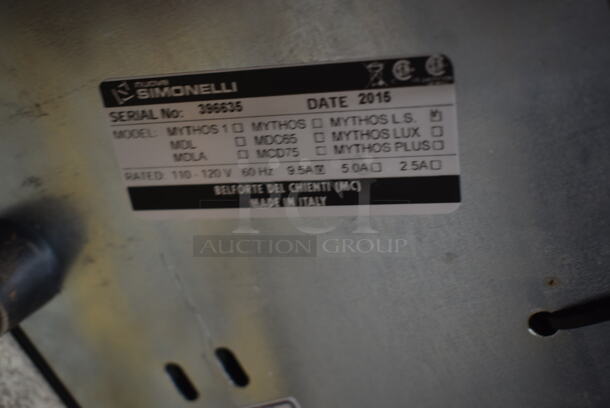 nuova
SIMONELLI
SERIAL No: 396635 DATE 2015
MODEL: MYTHOS 1 ☐ MYTHOS ☐ MYTHOS L.S. ☑
MDL ☐ MDC65 ☐ MYTHOS LUX ☐
MDLA ☐ MCD75 ☐ MYTHOS PLUS ☐
RATED: 110 - 120 V 60 Hz 9.5A ☑ 5.0A ☐ 2.5A ☐
BELFORTE DEL CHIENTI (MC)
MADE IN ITALY
PCI
AUCTION GROUP